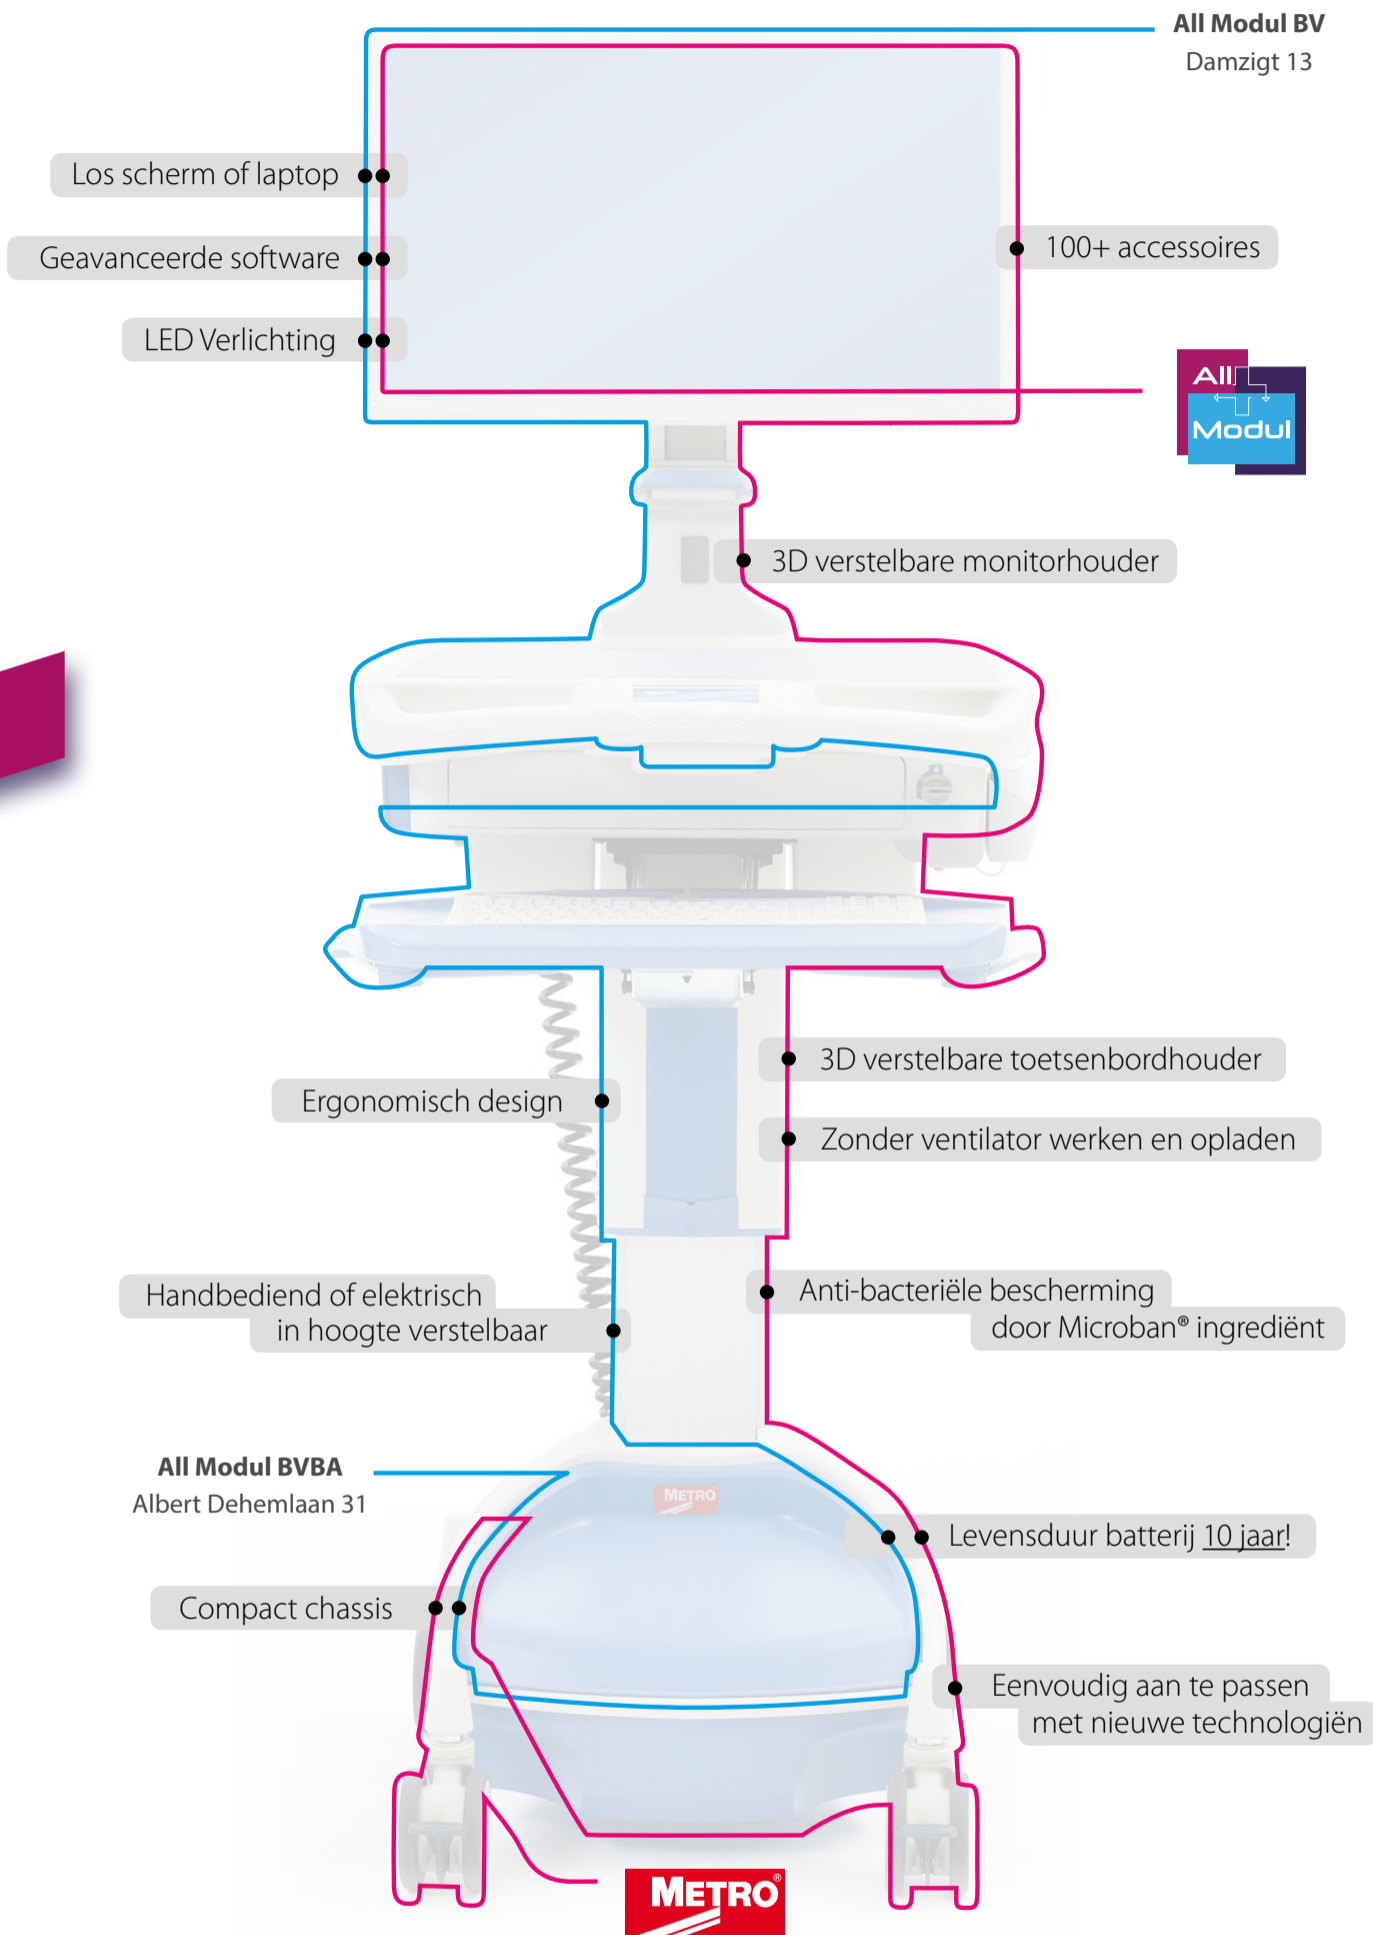 All Modul BV
Damzigt 13
Los scherm of laptop
Geavanceerde software
100+ accessoires
LED Verlichting
All
Modul
3D verstelbare monitorhouder
3D verstelbare toetsenbordhouder
Ergonomisch design
Zonder ventilator werken en opladen
Handbediend of elektrisch
in hoogte verstelbaar
Anti-bacteriële bescherming
door Microban® ingrediënt
All Modul BVBA
Albert Dehemlaan 31
METRO
Levensduur batterij 10 jaar!
Compact chassis
Eenvoudig aan te passen
met nieuwe technologiën
METRO®